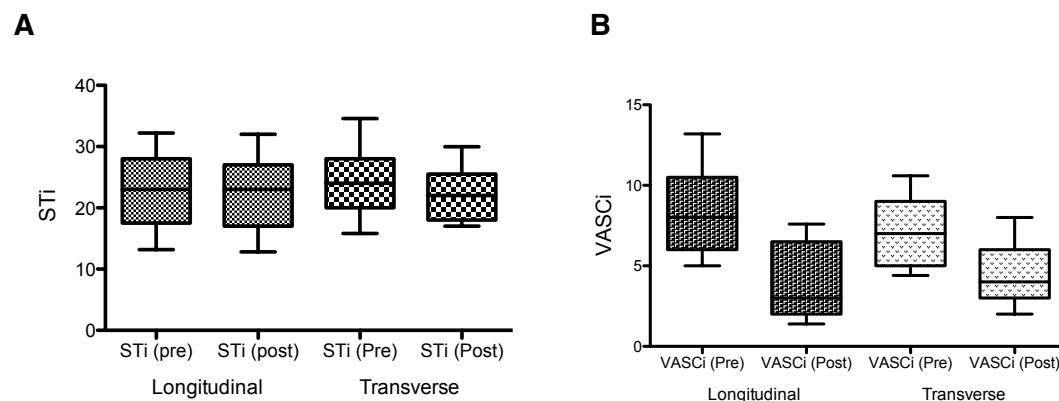 A
STi
40
30
20
10
0
STi (pre) STi (post) STi (Pre) STi (Post)
Longitudinal Transverse
B
VASCi
15
10
5
0
VASCi (Pre) VASCi (Post) VASCi (Pre) VASCi (Post)
Longitudinal Transverse